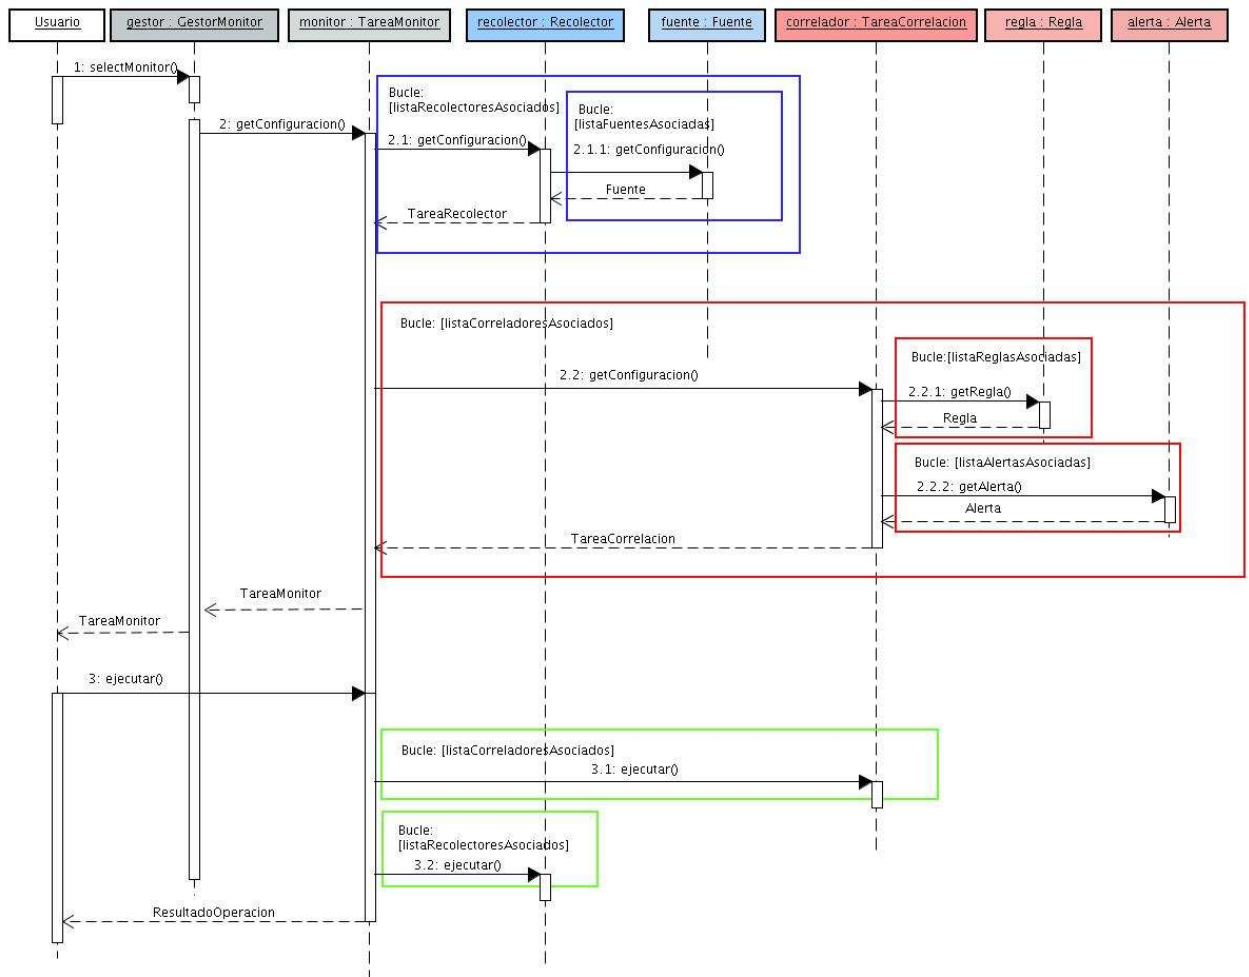 Usuario
gestor : GestorMonitor
monitor : TareaMonitor
recolector : Recolector
fuente : Fuente
correlador : TareaCorrelacion
regla : Regla
alerta : Alerta
1: selectMonitor()
Bucle:
[listaRecolectoresAsociados]
Bucle:
[listaFuentesAsociadas]
2: getConfiguracion()
2.1: getConfiguracion()
2.1.1: getConfiguracion()
Fuente
TareaRecolector
Bucle: [listaCorreladoresAsociados]
Bucle:[listaReglasAsociadas]
2.2: getConfiguracion()
2.2.1: getRegla()
Regla
Bucle: [listaAlertasAsociadas]
2.2.2: getAlerta()
Alerta
TareaCorrelacion
TareaMonitor
TareaMonitor
3: ejecutar()
Bucle: [listaCorreladoresAsociados]
3.1: ejecutar()
Bucle:
[listaRecolectoresAsociados]
3.2: ejecutar()
ResultadoOperacion